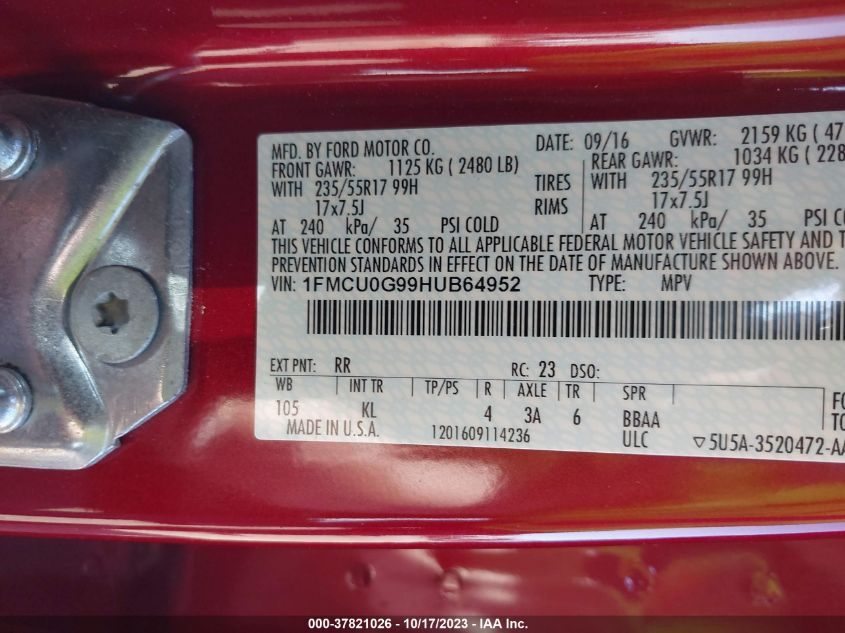 MFD. BY FORD MOTOR CO. DATE: 09/16 GVWR: 2159 KG ( 47
FRONT GAWR: 1125 KG ( 2480 LB) REAR GAWR: 1034 KG ( 228
WITH 235/55R17 99H TIRES WITH 235/55R17 99H
17x7.5J RIMS 17x7.5J
AT 240 kPa/ 35 PSI COLD AT 240 kPa/ 35 PSI CO
THIS VEHICLE CONFORMS TO ALL APPLICABLE FEDERAL MOTOR VEHICLE SAFETY AND T
PREVENTION STANDARDS IN EFFECT ON THE DATE OF MANUFACTURE SHOWN ABOVE.
VIN: 1FMCU0G99HUB64952 TYPE: MPV
EXT PNT: RR RC: 23 DSO:
WB INT TR TP/PS R AXLE TR SPR FO
105 KL 4 3A 6 BBAA TO
MADE IN U.S.A. 1201609114236 ULC ▽5U5A-3520472-AA
000-37821026 - 10/17/2023 - IAA Inc.